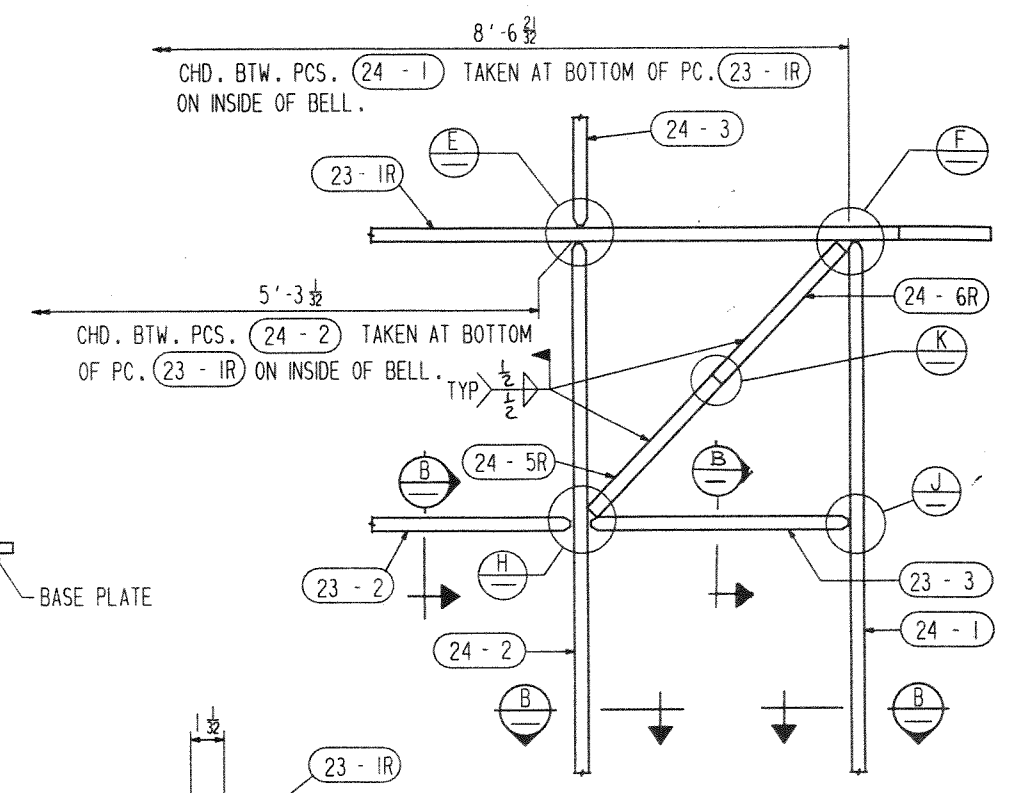 8'-6 21/32
CHD. BTW. PCS. 24 - 1 TAKEN AT BOTTOM OF PC. 23 - 1R
ON INSIDE OF BELL.
E
24 - 3
F
23 - 1R
5'-3 1/32
24 - 6R
CHD. BTW. PCS. 24 - 2 TAKEN AT BOTTOM
OF PC. 23 - 1R ON INSIDE OF BELL.
K
TYP 1/2
1/2
B
24 - 5R
B
J
H
23 - 2
23 - 3
BASE PLATE
24 - 2
24 - 1
B
B
1 1/32
23 - 1R